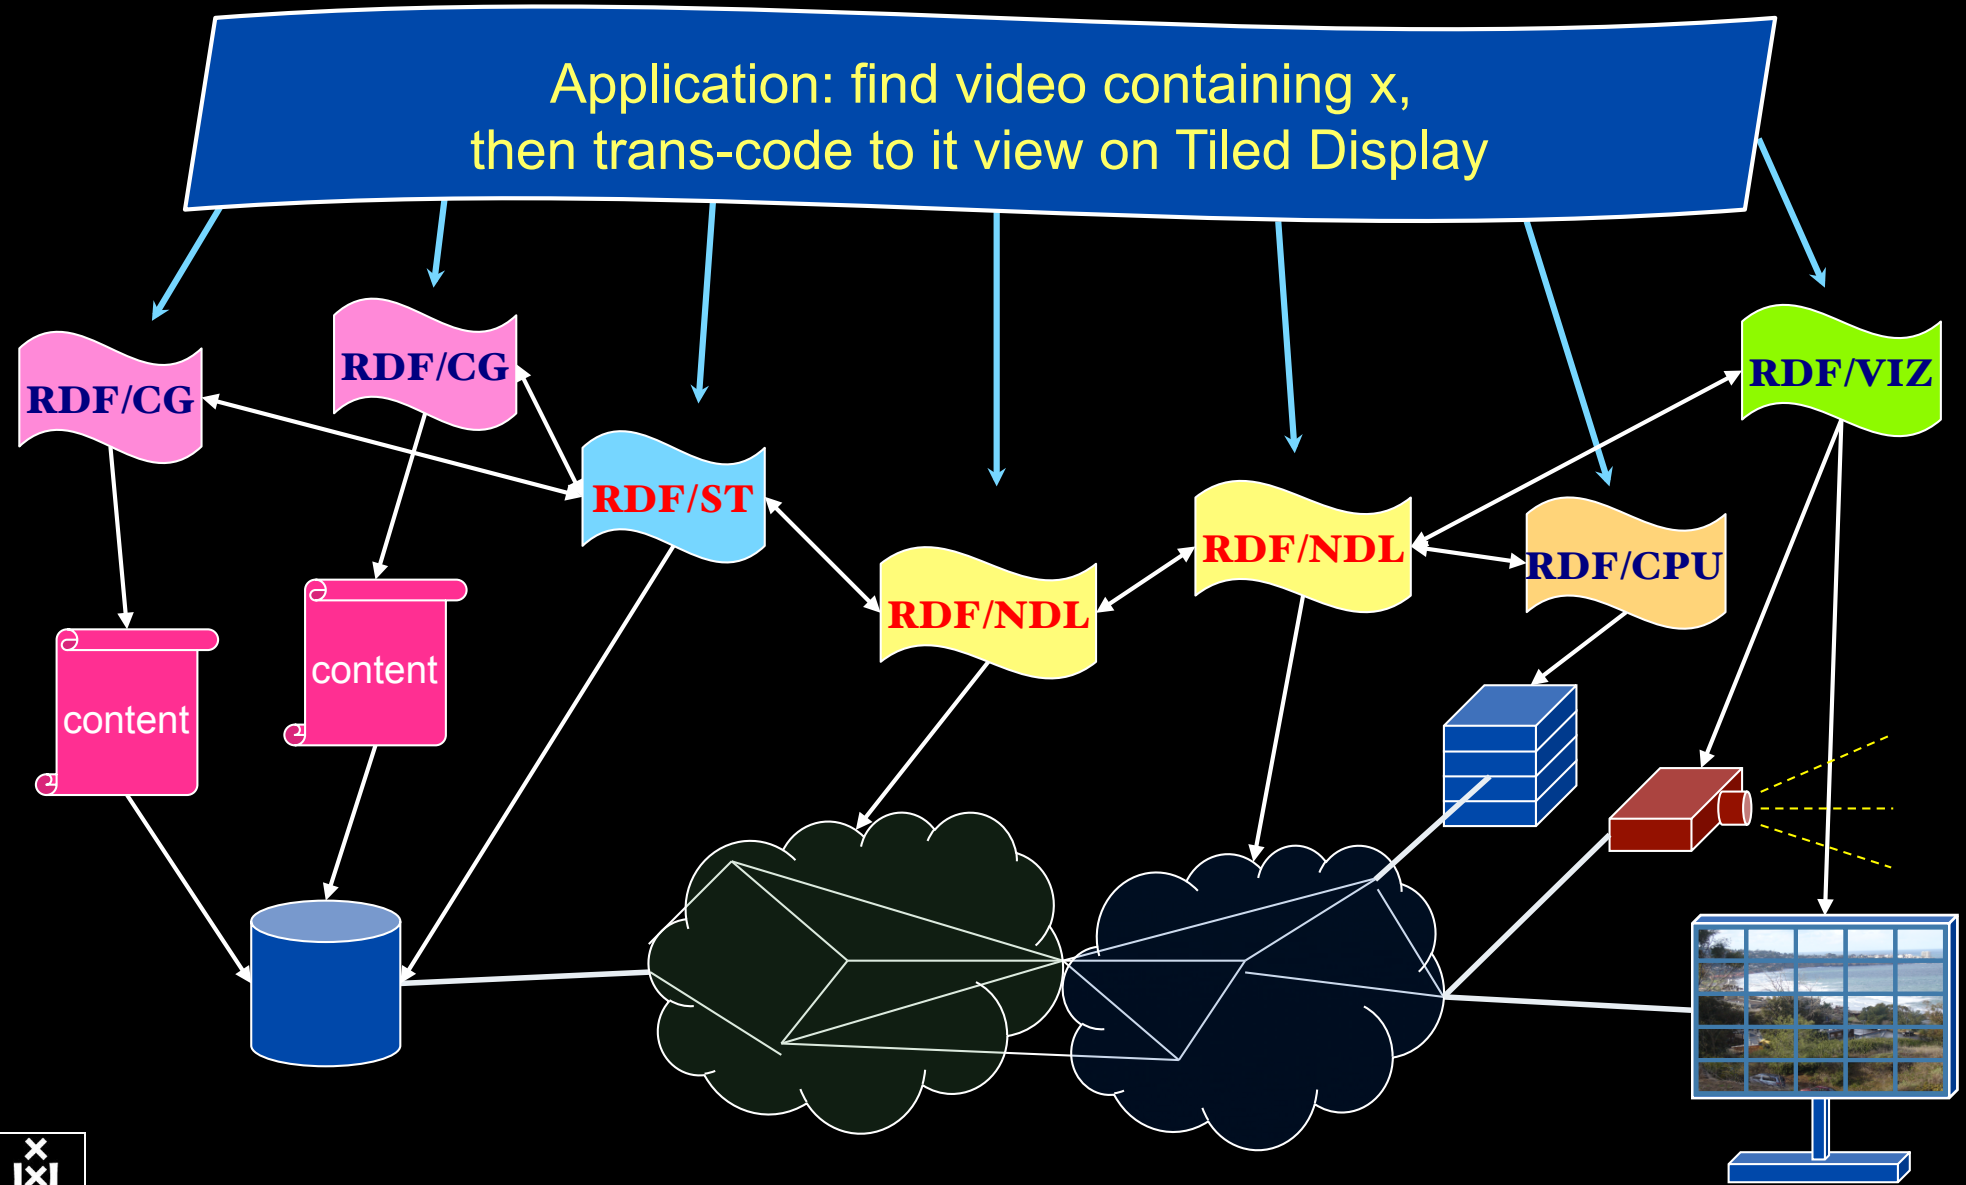 Application: find video containing x,
then trans-code to it view on Tiled Display
RDF/CG
RDF/CG
RDF/VIZ
RDF/ST
RDF/NDL
RDF/CPU
RDF/NDL
content
content